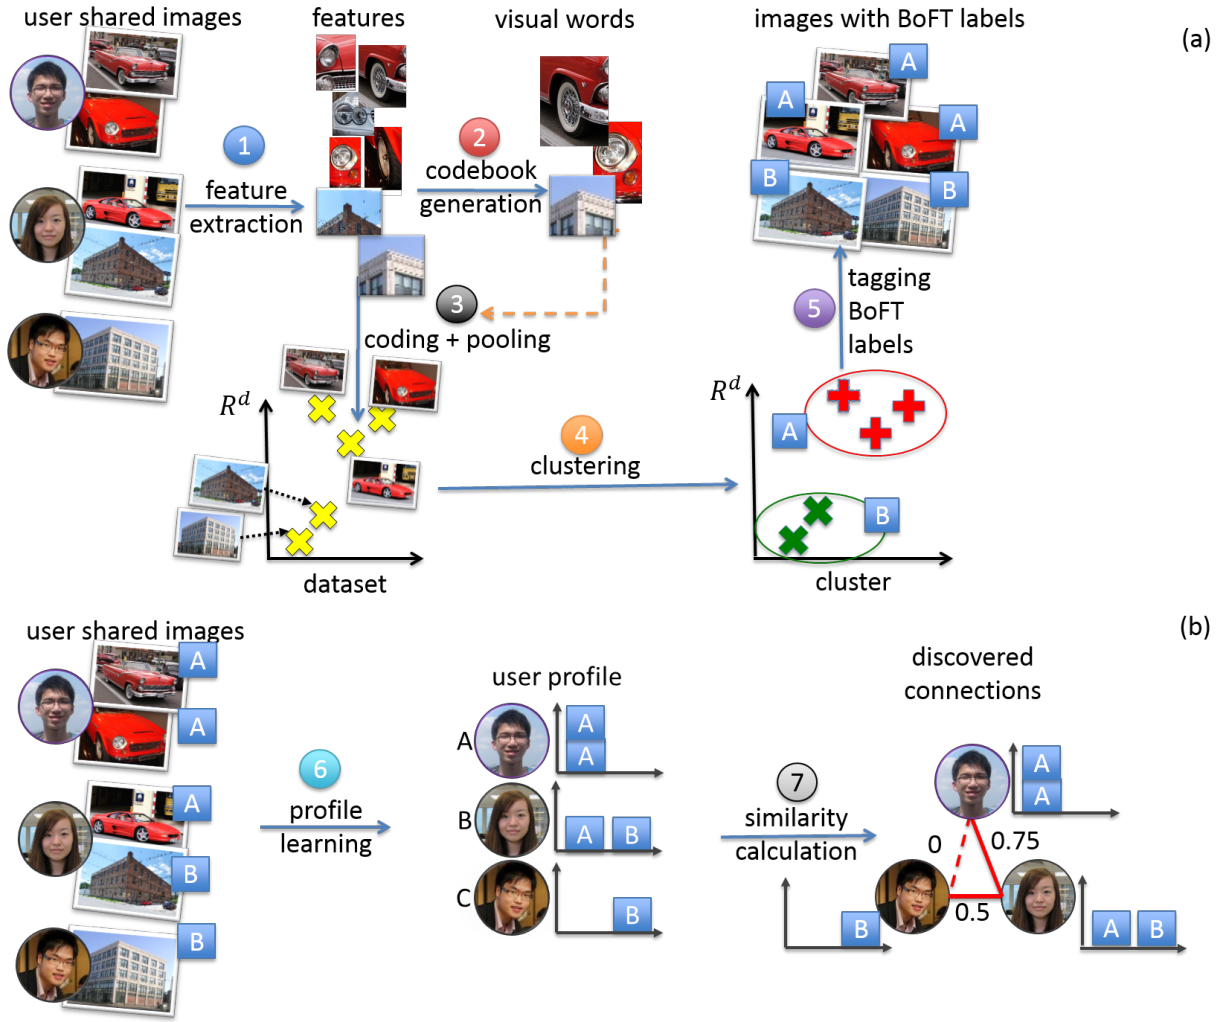 user shared images
features
visual words
images with BoFT labels
(a)
A
A
A
B
B
1
feature
extraction
2
codebook
generation
3
coding + pooling
5
tagging
BoFT
labels
R^d
4
clustering
dataset
R^d
A
B
cluster
user shared images
(b)
A
A
A
B
B
6
profile
learning
user profile
A
A
A
B
A B
C
B
7
similarity
calculation
discovered
connections
A
A
0
0.75
0.5
B
A B